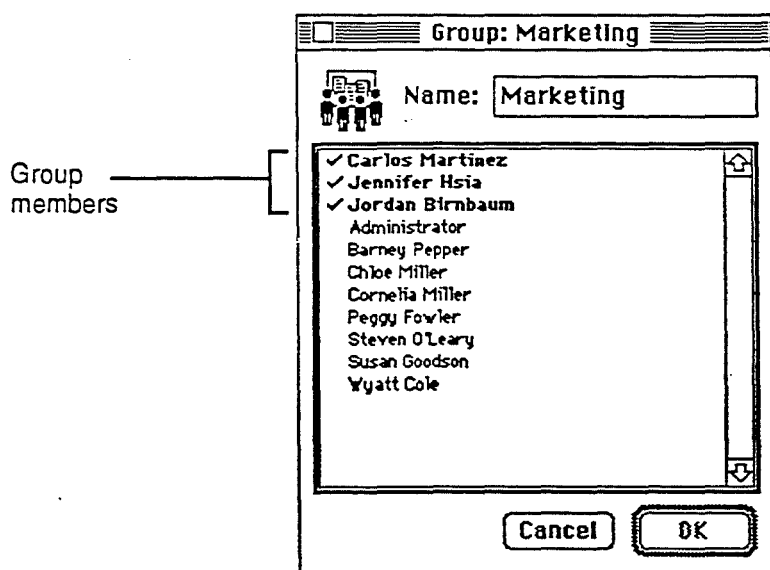 Group: Marketing
Name: Marketing
Group
members
✓ Carlos Martinez
✓ Jennifer Hsia
✓ Jordan Birnbaum
Administrator
Barney Pepper
Chloe Miller
Cornelia Miller
Peggy Fowler
Steven O'Leary
Susan Goodson
Wyatt Cole
Cancel OK